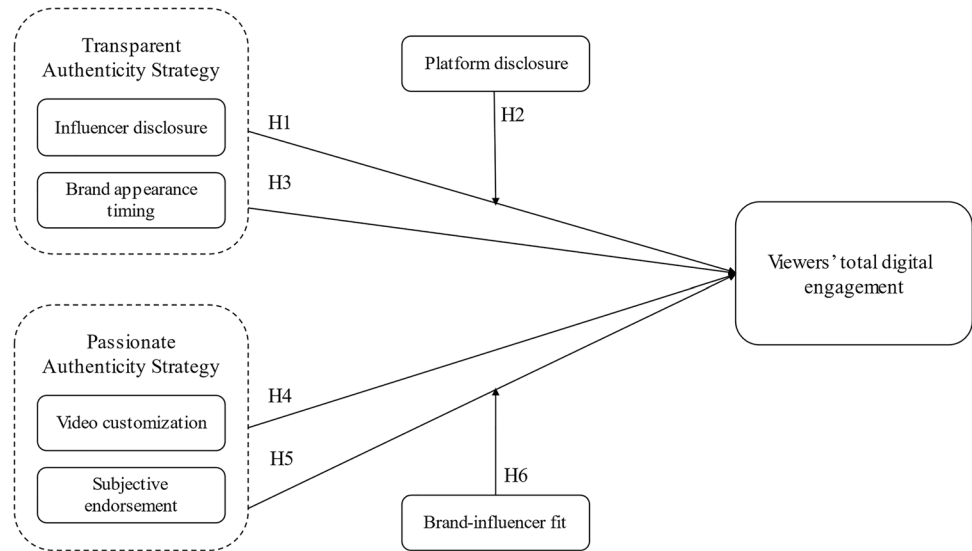 Transparent
Authenticity Strategy
Influencer disclosure
Brand appearance
timing
Platform disclosure
H1
H2
H3
Viewers' total digital
engagement
Passionate
Authenticity Strategy
Video customization
Subjective
endorsement
H4
H5
H6
Brand-influencer fit